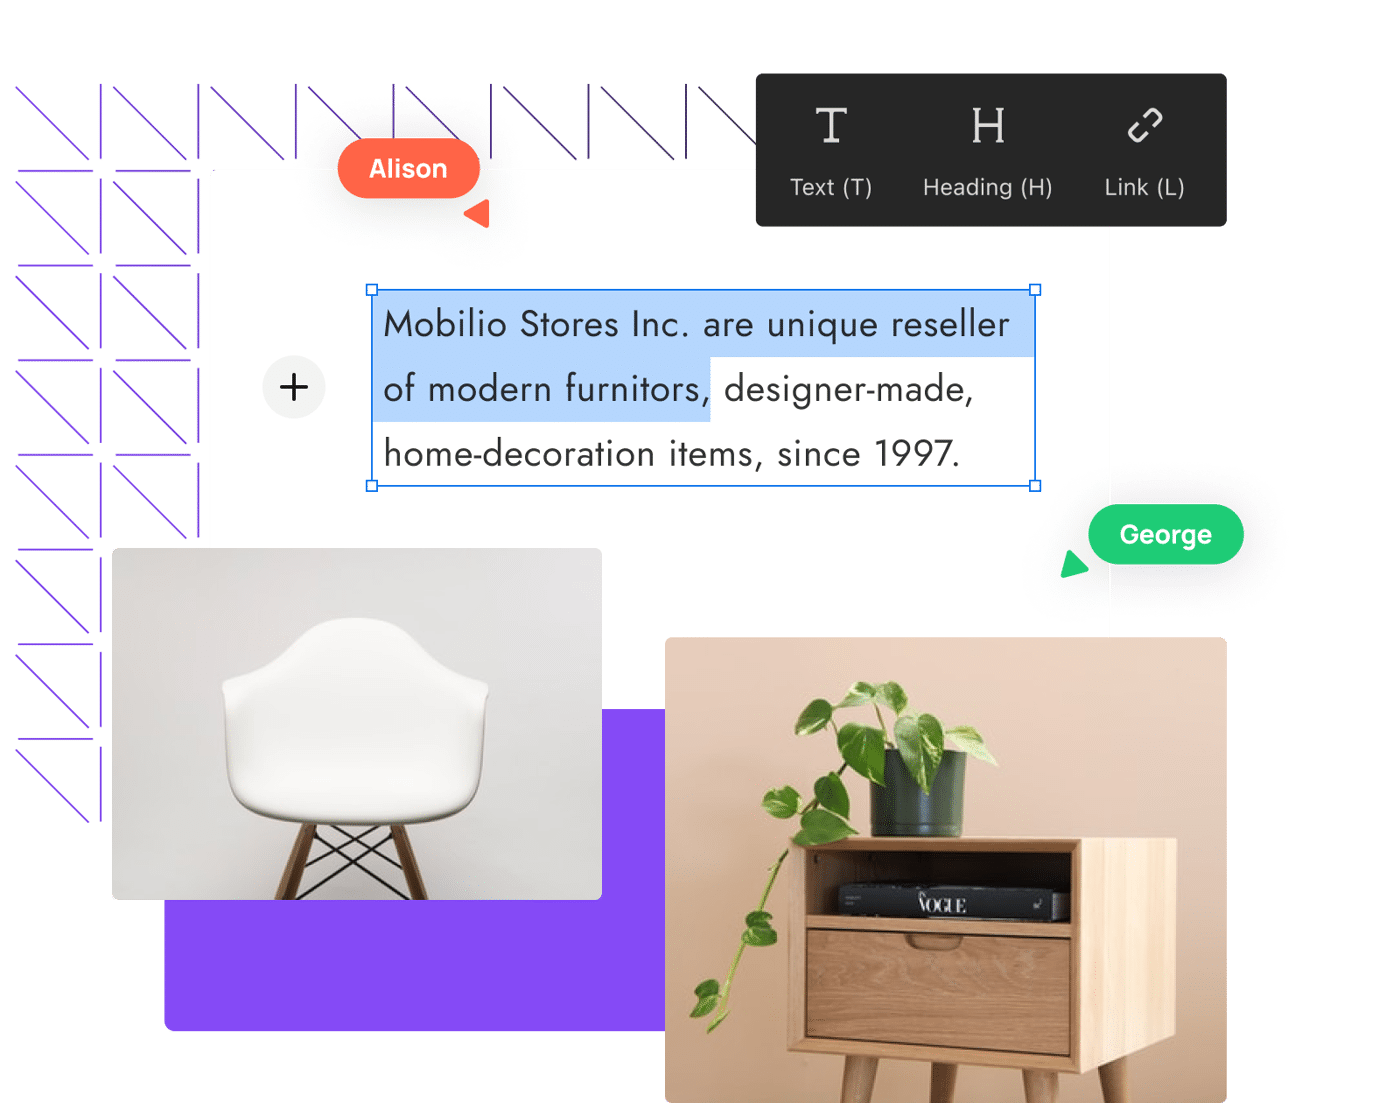 Alison
Text (T) Heading (H) Link (L)
Mobilio Stores Inc. are unique reseller
of modern furnitors, designer-made,
home-decoration items, since 1997.
George
VOGUE